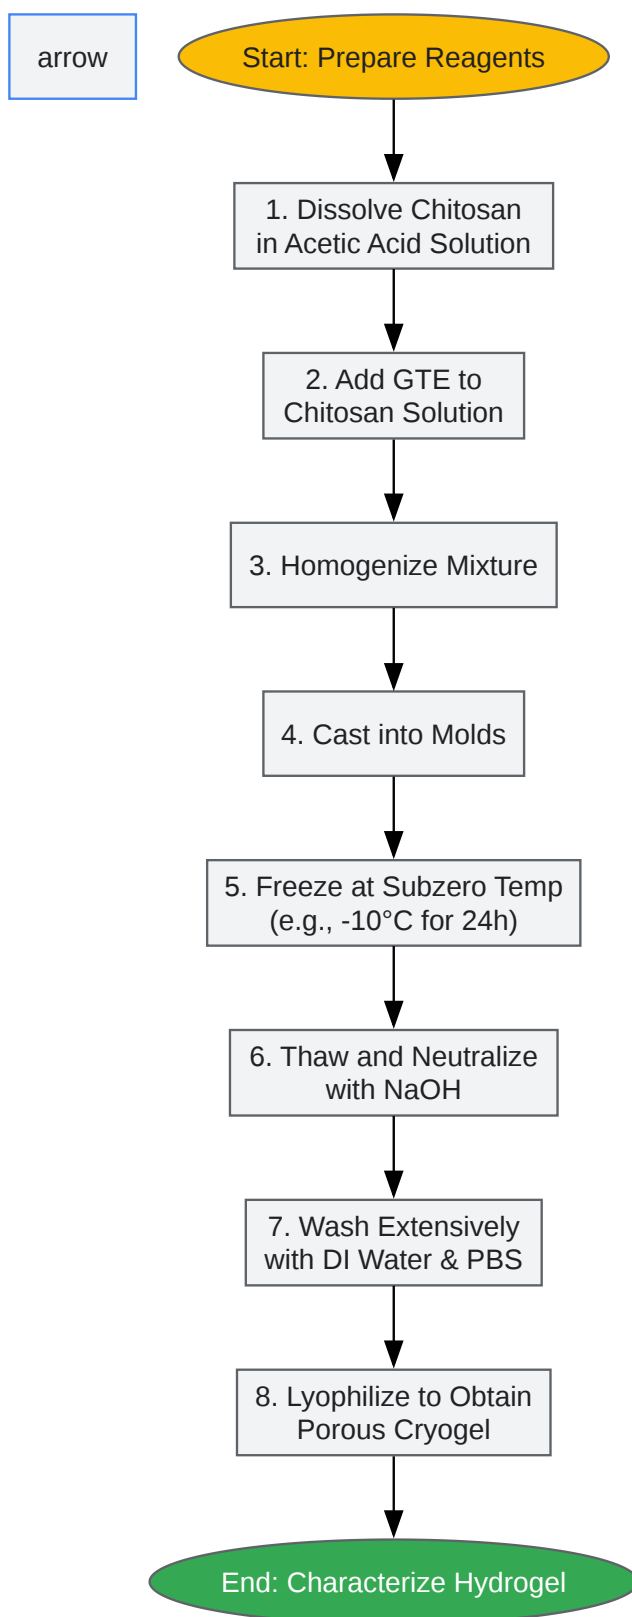 arrow
Start: Prepare Reagents
1. Dissolve Chitosan
in Acetic Acid Solution
2. Add GTE to
Chitosan Solution
3. Homogenize Mixture
4. Cast into Molds
5. Freeze at Subzero Temp
(e.g., -10°C for 24h)
6. Thaw and Neutralize
with NaOH
7. Wash Extensively
with DI Water & PBS
8. Lyophilize to Obtain
Porous Cryogel
End: Characterize Hydrogel